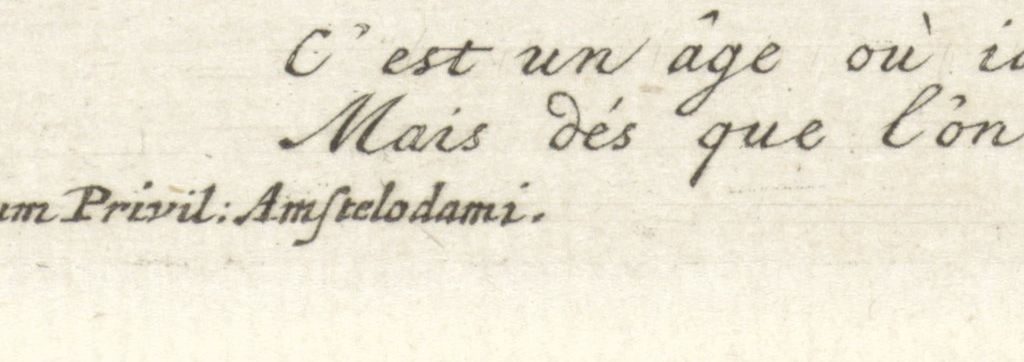 C'est un âge où
Mais dés que l'on
Privil: Amſtelodami.